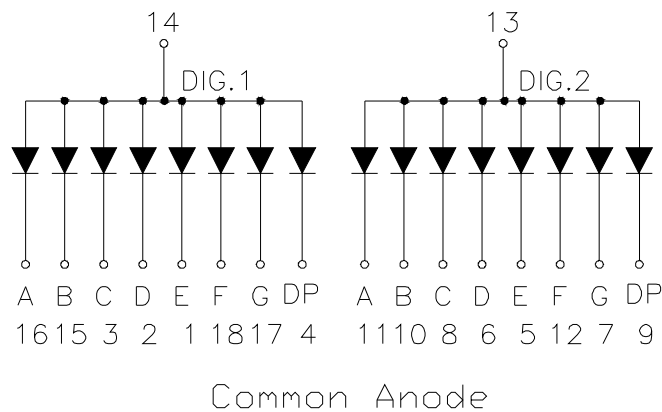 14 13
DIG.1 DIG.2
A B C D E F G DP A B C D E F G DP
16 15 3 2 1 18 17 4 11 10 8 6 5 12 7 9
Common Anode